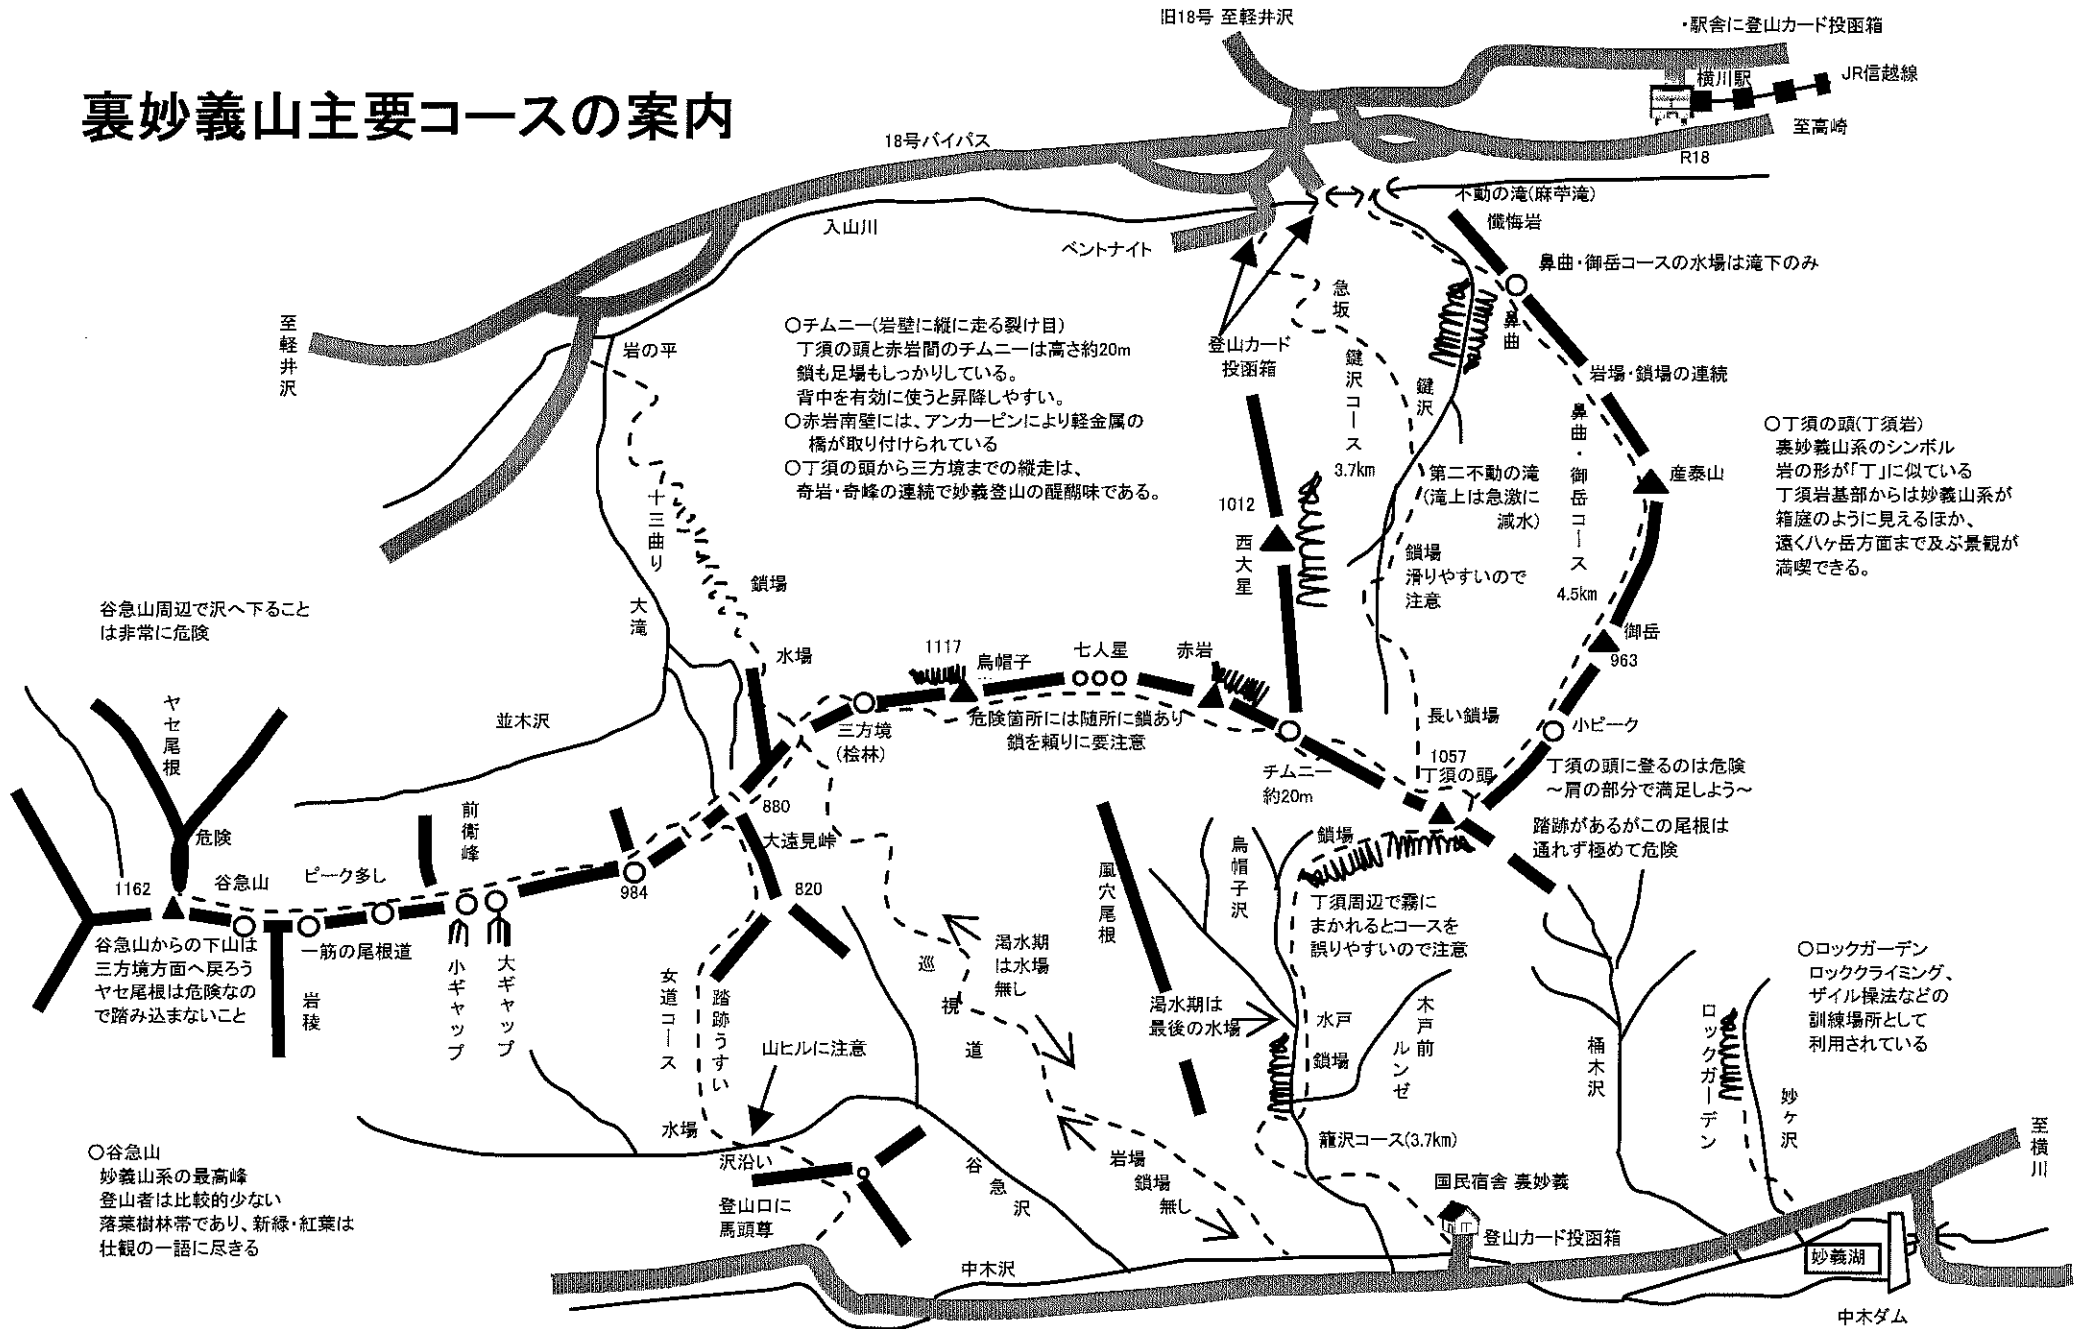 裏妙義山主要コースの案内
旧18号 至軽井沢
・駅舎に登山カード投函箱
横川駅
JR信越線
至高崎
R18
18号バイパス
入山川
ベントナイト
不動の滝(麻苧滝)
懺悔岩
鼻曲・御岳コースの水場は滝下のみ
鼻曲
岩場・鎖場の連続
急坂
登山カード
投函箱
鍵沢コース
3.7km
鍵沢
鼻曲・御岳コース
4.5km
産泰山
至軽井沢
岩の平
○チムニー(岩壁に縦に走る裂け目)
丁須の頭と赤岩間のチムニーは高さ約20m
鎖も足場もしっかりしている。
背中を有効に使うと昇降しやすい。
○赤岩南壁には、アンカーピンにより軽金属の
橋が取り付けられている
○丁須の頭から三方境までの縦走は、
奇岩・奇峰の連続で妙義登山の醍醐味である。
○丁須の頭(丁須岩)
裏妙義山系のシンボル
岩の形が「丁」に似ている
丁須岩基部からは妙義山系が
箱庭のように見えるほか、
遠く八ヶ岳方面まで及ぶ景観が
満喫できる。
第二不動の滝
(滝上は急激に
減水)
1012
西大星
鎖場
滑りやすいので
注意
十三曲り
鎖場
大滝
水場
谷急山周辺で沢へ下ること
は非常に危険
御岳
963
1117
烏帽子
七人星
赤岩
ヤセ尾根
並木沢
三方境
(桧林)
危険箇所には随所に鎖あり
鎖を頼りに要注意
長い鎖場
小ピーク
1057
丁須の頭
チムニー
約20m
丁須の頭に登るのは危険
～肩の部分で満足しよう～
踏跡があるがこの尾根は
通れず極めて危険
880
大遠見峠
前衛峰
危険
1162
谷急山
ピーク多し
984
820
風穴尾根
烏帽子沢
鎖場
丁須周辺で霧に
まかれるとコースを
誤りやすいので注意
谷急山からの下山は
三方境方面へ戻ろう
ヤセ尾根は危険なの
で踏み込まないこと
一筋の尾根道
岩稜
小ギャップ
大ギャップ
女道コース
踏跡うすい
巡視道
渇水期
は水場
無し
渇水期は
最後の水場
水戸
鎖場
木戸前
ルンゼ
桶木沢
ロックガーデン
妙ヶ沢
○ロックガーデン
ロッククライミング、
ザイル操法などの
訓練場所として
利用されている
山ヒルに注意
水場
沢沿い
登山口に
馬頭尊
谷急沢
岩場
鎖場
無し
籠沢コース(3.7km)
国民宿舎 裏妙義
登山カード投函箱
至横川
○谷急山
妙義山系の最高峰
登山者は比較的少ない
落葉樹林帯であり、新緑・紅葉は
壮観の一語に尽きる
中木沢
妙義湖
中木ダム